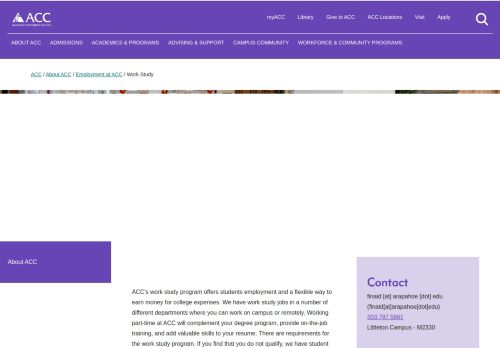 myACC Library Give to ACC ACC Locations Visit Apply
ACC
ABOUT ACC ADMISSIONS ACADEMICS & PROGRAMS ADVISING & SUPPORT CAMPUS COMMUNITY WORKFORCE & COMMUNITY PROGRAMS
ACC / About ACC / Employment at ACC / Work Study
About ACC
ACC's work study program offers students employment and a flexible way to
earn money for college expenses. We have work study jobs in a number of
different departments where you can work on campus or remotely. Working
part-time at ACC will complement your degree program, provide on-the-job
training, and add valuable skills to your resume. There are requirements for
the work study program. If you find that you do not qualify, we have student
Contact
finaid [at] arapahoe [dot] edu
(finaid[at]arapahoe[dot]edu)
303.797.5661
Littleton Campus - M2330